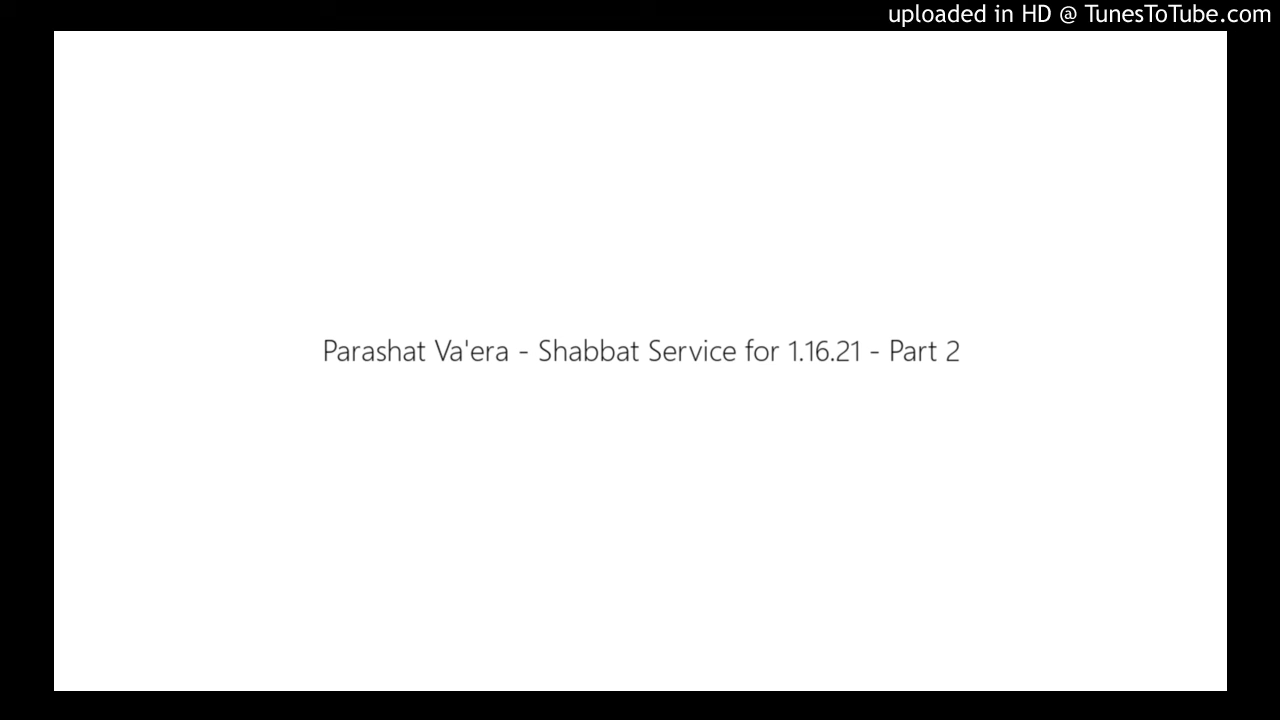 uploaded in HD @ TunesToTube.com
Parashat Va'era - Shabbat Service for 1.16.21 - Part 2